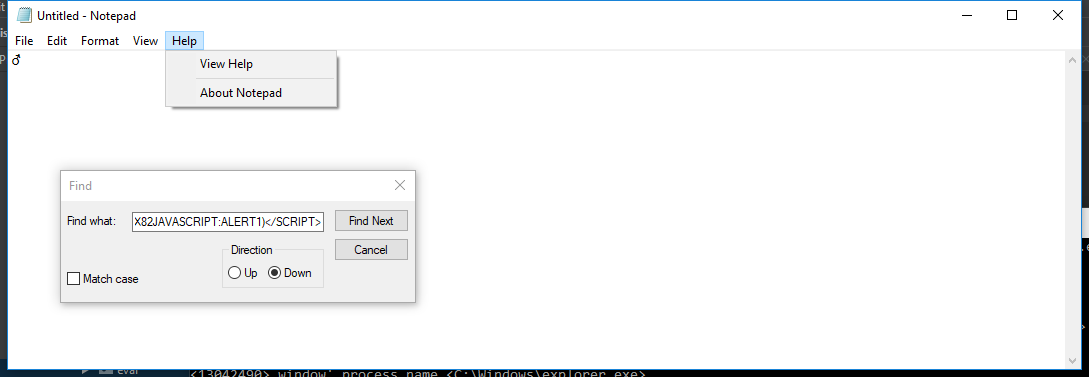 Untitled - Notepad
File Edit Format View Help
♂
View Help
About Notepad
Find
Find what: X82JAVASCRIPT:ALERT1)</SCRIPT> Find Next
Direction Cancel
Up Down
Match case
eval
<13042490> window' process name <C:\Windows\explorer.exe>